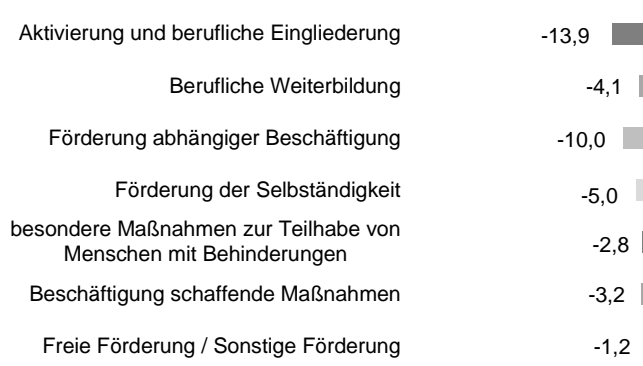 Aktivierung und berufliche Eingliederung -13,9
Berufliche Weiterbildung -4,1
Förderung abhängiger Beschäftigung -10,0
Förderung der Selbständigkeit -5,0
besondere Maßnahmen zur Teilhabe von
Menschen mit Behinderungen -2,8
Beschäftigung schaffende Maßnahmen -3,2
Freie Förderung / Sonstige Förderung -1,2